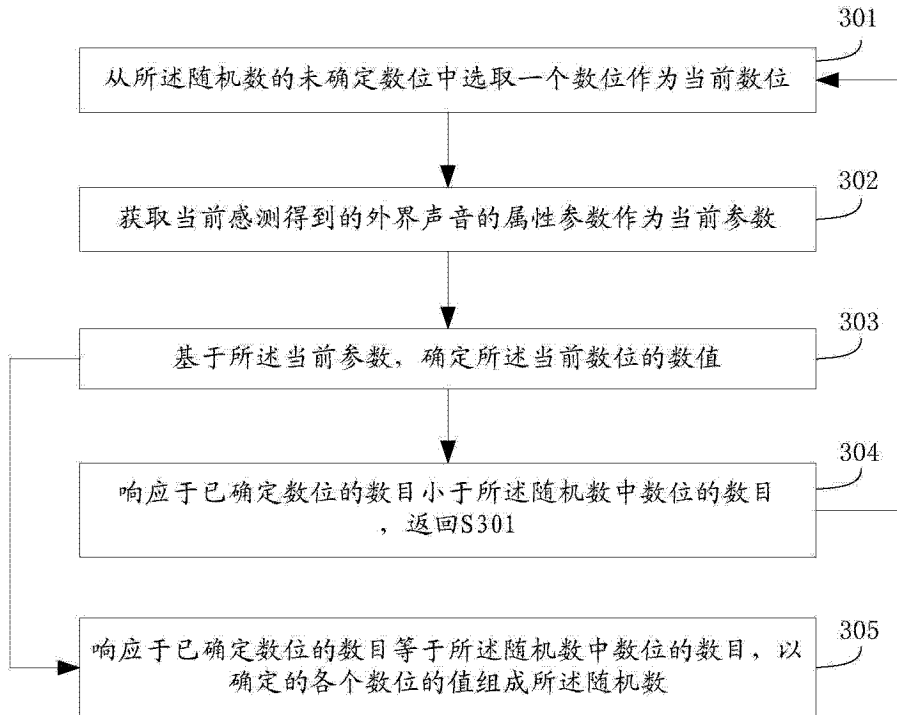 301
从所述随机数的未确定数位中选取一个数位作为当前数位
302
获取当前感测得到的外界声音的属性参数作为当前参数
303
基于所述当前参数，确定所述当前数位的数值
304
响应于已确定数位的数目小于所述随机数中数位的数目
，返回S301
305
响应于已确定数位的数目等于所述随机数中数位的数目，以
确定的各个数位的值组成所述随机数